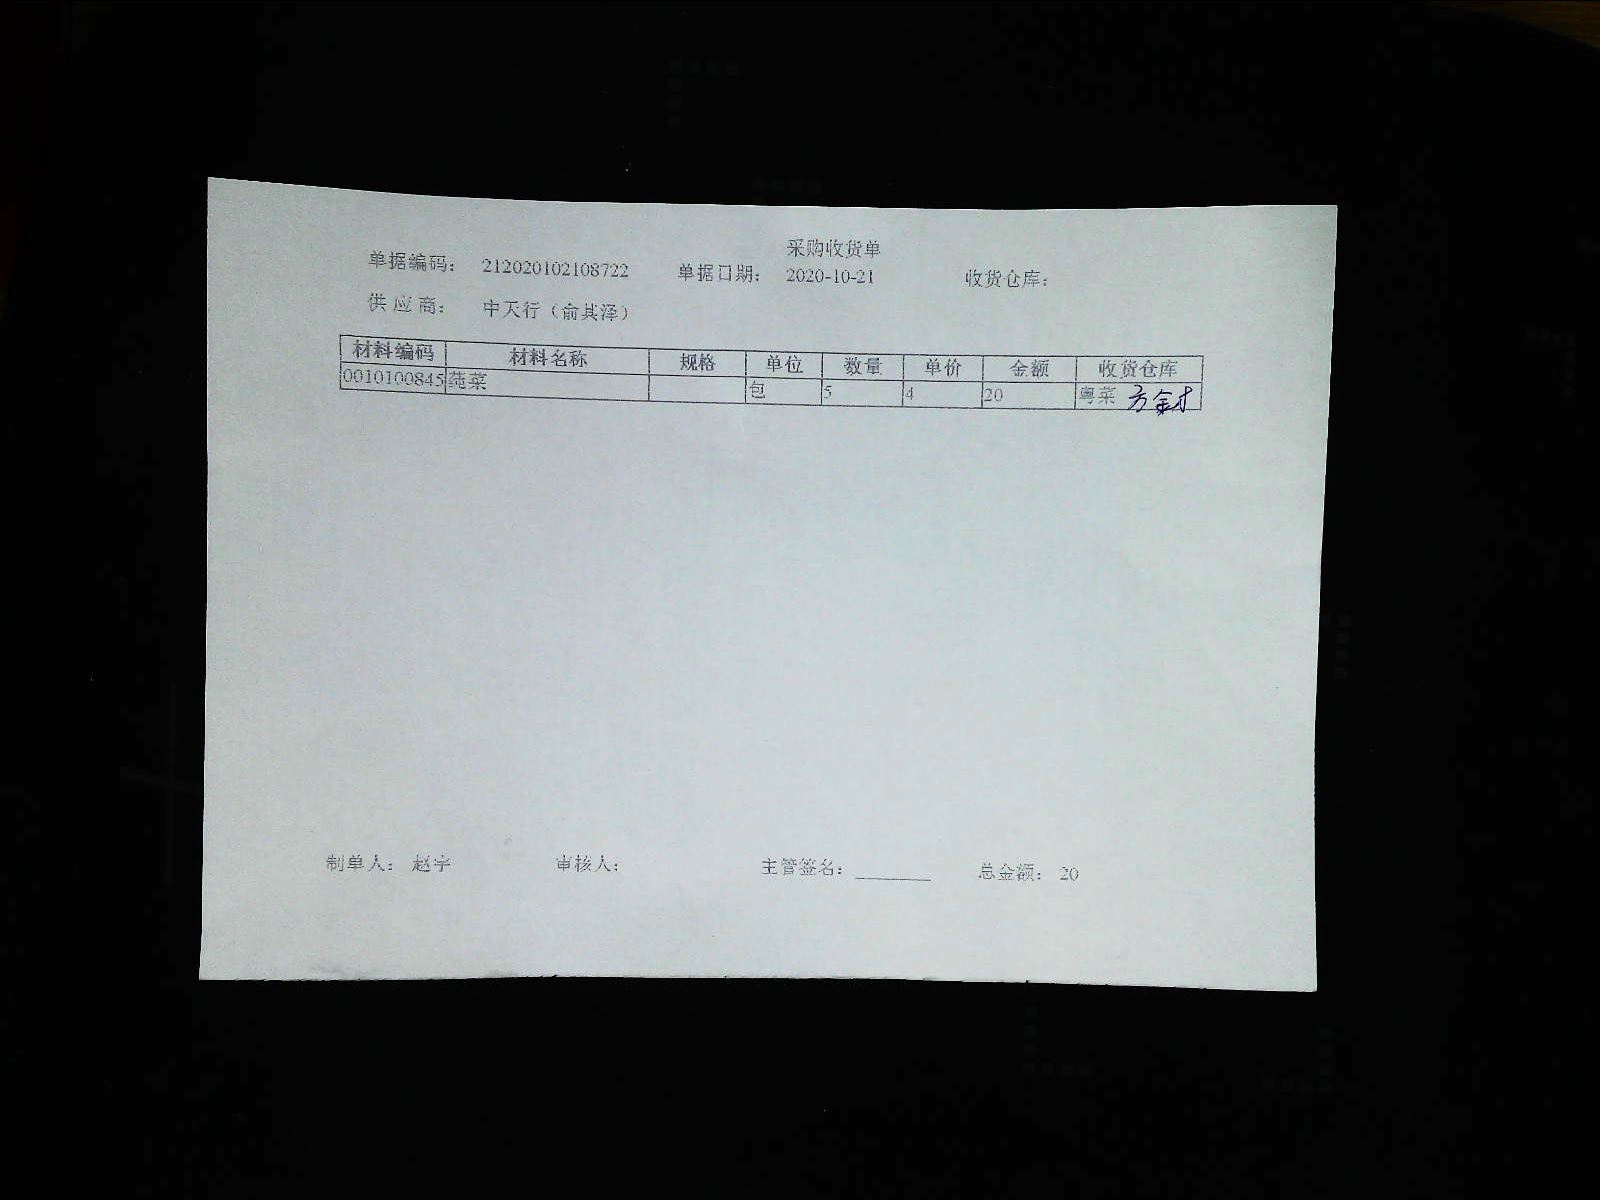 采购收货单
单据编码： 212020102108722 单据日期： 2020-10-21 收货仓库：
供 应 商： 中天行（俞其泽）
材料编码 材料名称 规格 单位 数量 单价 金额 收货仓库
0010100845 莼菜 包 5 4 20 粤菜 方金才
制单人： 赵宇 审核人： 主管签名：________ 总金额： 20